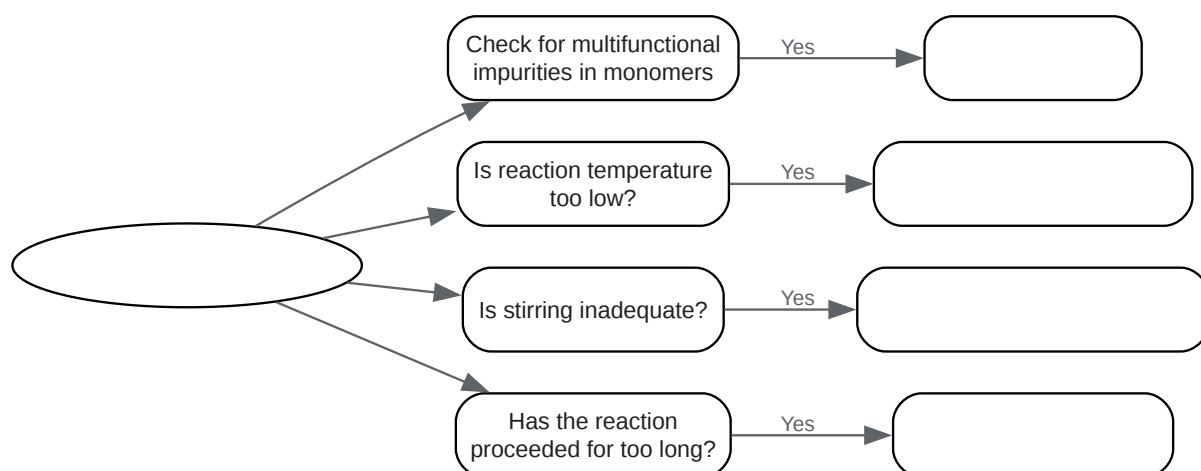 Check for multifunctional
impurities in monomers
Yes
Is reaction temperature
too low?
Yes
Is stirring inadequate?
Yes
Has the reaction
proceeded for too long?
Yes